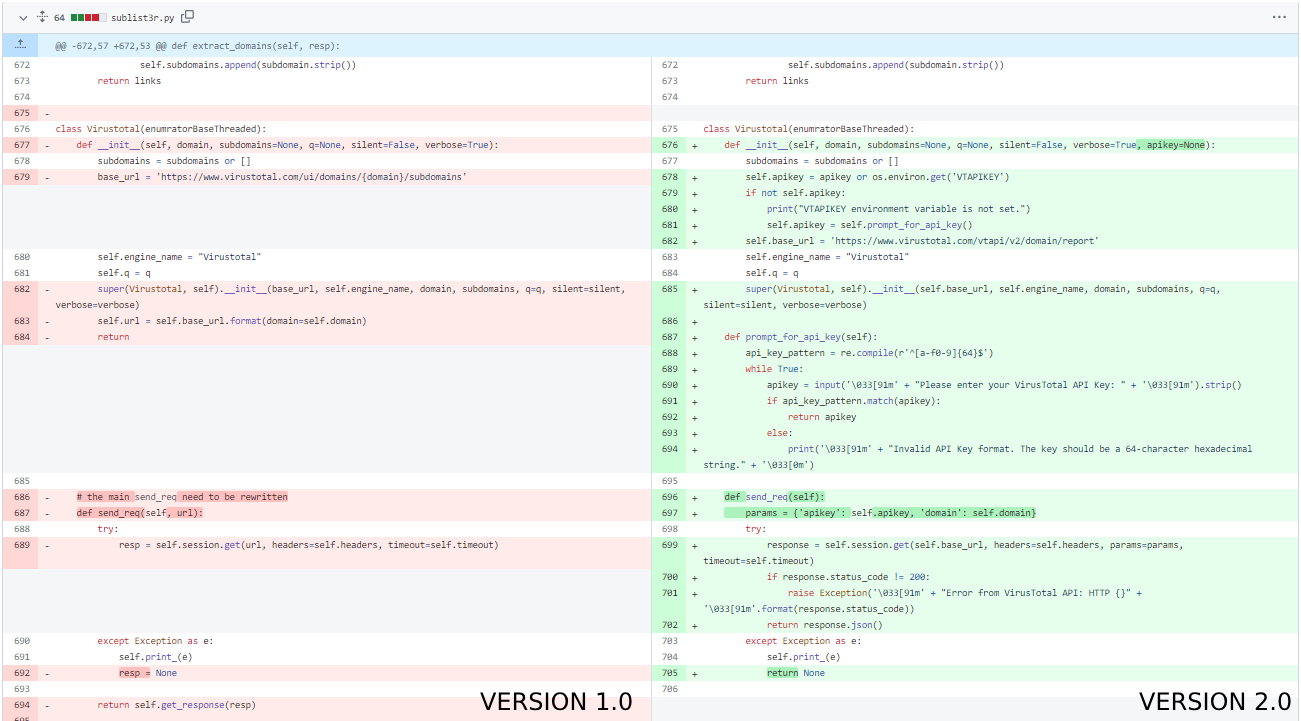 64 sublist3r.py
@@ -672,57 +672,53 @@ def extract_domains(self, resp):
672 self.subdomains.append(subdomain.strip())
673 return links
674
675 -
676 class Virustotal(enumratorBaseThreaded):
677 - def __init__(self, domain, subdomains=None, q=None, silent=False, verbose=True):
678 subdomains = subdomains or []
679 - base_url = 'https://www.virustotal.com/ui/domains/{domain}/subdomains'
680 self.engine_name = "Virustotal"
681 self.q = q
682 - super(Virustotal, self).__init__(base_url, self.engine_name, domain, subdomains, q=q, silent=silent,
verbose=verbose)
683 - self.url = self.base_url.format(domain=self.domain)
684 - return
685
686 - # the main send_req need to be rewritten
687 - def send_req(self, url):
688 try:
689 - resp = self.session.get(url, headers=self.headers, timeout=self.timeout)
690 except Exception as e:
691 self.print_(e)
692 - resp = None
693
694 - return self.get_response(resp)
695
VERSION 1.0
672 self.subdomains.append(subdomain.strip())
673 return links
674
675 class Virustotal(enumratorBaseThreaded):
676 + def __init__(self, domain, subdomains=None, q=None, silent=False, verbose=True, apikey=None):
677 subdomains = subdomains or []
678 + self.apikey = apikey or os.environ.get('VTAPIKEY')
679 + if not self.apikey:
680 + print("VTAPIKEY environment variable is not set.")
681 + self.apikey = self.prompt_for_api_key()
682 + self.base_url = 'https://www.virustotal.com/vtapi/v2/domain/report'
683 self.engine_name = "Virustotal"
684 self.q = q
685 + super(Virustotal, self).__init__(self.base_url, self.engine_name, domain, subdomains, q=q,
silent=silent, verbose=verbose)
686 +
687 + def prompt_for_api_key(self):
688 + api_key_pattern = re.compile(r'^[a-f0-9]{64}$')
689 + while True:
690 + apikey = input('\033[91m' + "Please enter your VirusTotal API Key: " + '\033[91m').strip()
691 + if api_key_pattern.match(apikey):
692 + return apikey
693 + else:
694 + print('\033[91m' + "Invalid API Key format. The key should be a 64-character hexadecimal
string." + '\033[0m')
695
696 + def send_req(self):
697 + params = {'apikey': self.apikey, 'domain': self.domain}
698 try:
699 + response = self.session.get(self.base_url, headers=self.headers, params=params,
timeout=self.timeout)
700 + if response.status_code != 200:
701 + raise Exception('\033[91m' + "Error from VirusTotal API: HTTP {}" +
'\033[91m'.format(response.status_code))
702 + return response.json()
703 except Exception as e:
704 self.print_(e)
705 + return None
706
VERSION 2.0